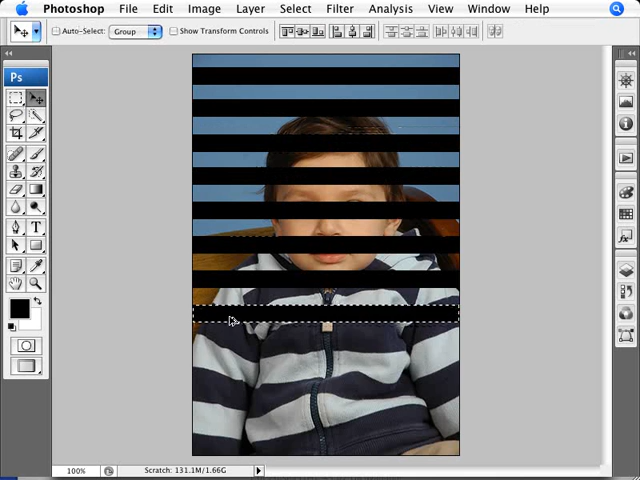 Photoshop File Edit Image Layer Select Filter Analysis View Window Help
Auto-Select: Group Show Transform Controls
Ps
T
100% Scratch: 131.1M/1.66G